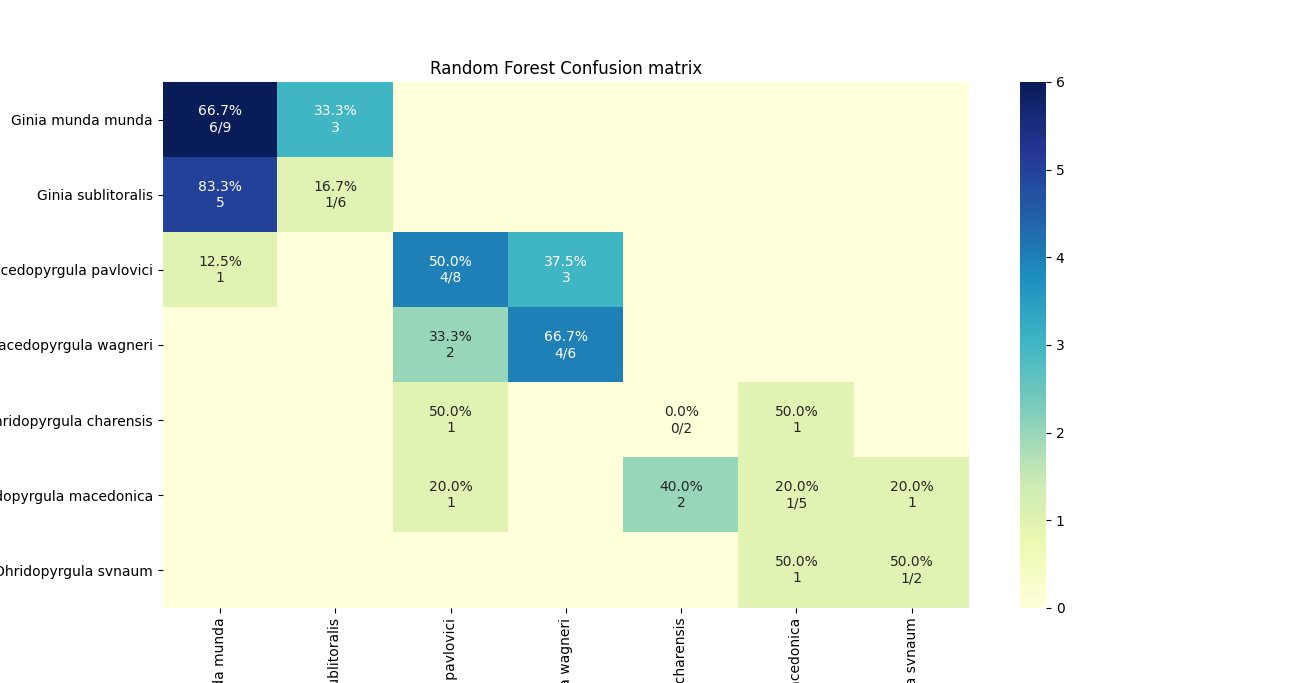 Random Forest Confusion matrix
Ginia munda munda
66.7%
6/9
33.3%
3
Ginia sublitoralis
83.3%
5
16.7%
1/6
cedopyrgula pavlovici
12.5%
1
50.0%
4/8
37.5%
3
acedopyrgula wagneri
33.3%
2
66.7%
4/6
hridopyrgula charensis
50.0%
1
0.0%
0/2
50.0%
1
dopyrgula macedonica
20.0%
1
40.0%
2
20.0%
1/5
20.0%
1
Ohridopyrgula svnaum
50.0%
1
50.0%
1/2
da munda
ublitoralis
pavlovici
a wagneri
charensis
cedonica
a svnaum
6
5
4
3
2
1
0